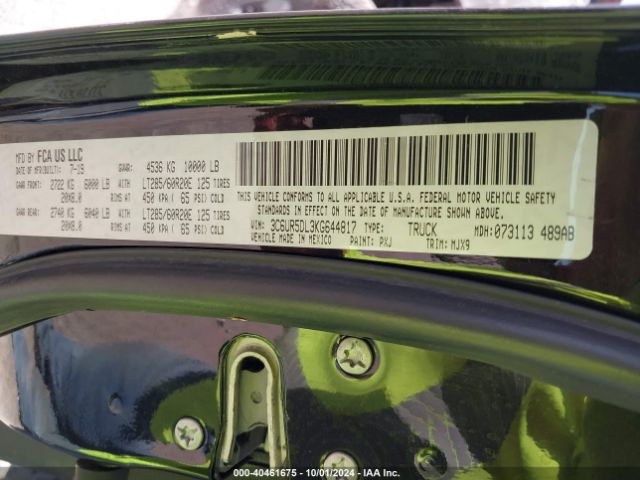 MFD BY FCA US LLC
DATE OF MFR(BUILT): 7-19 GVWR: 4536 KG 10000 LB
GAWR FRONT: 2722 KG 6000 LB WITH LT285/60R20E 125 TIRES
20X8.0 RIMS AT 450 KPA ( 65 PSI) COLD
GAWR REAR: 2740 KG 6040 LB WITH LT285/60R20E 125 TIRES
20X8.0 RIMS AT 450 KPA ( 65 PSI) COLD
THIS VEHICLE CONFORMS TO ALL APPLICABLE U.S.A. FEDERAL MOTOR VEHICLE SAFETY
STANDARDS IN EFFECT ON THE DATE OF MANUFACTURE SHOWN ABOVE.
VIN: 3C6UR5DL3KG644817 TYPE: TRUCK MDH: 073113 489AB
VEHICLE MADE IN MEXICO PAINT: PXJ TRIM: MJX9
© - 40461675 - 10/01/2024 - IAA Inc.